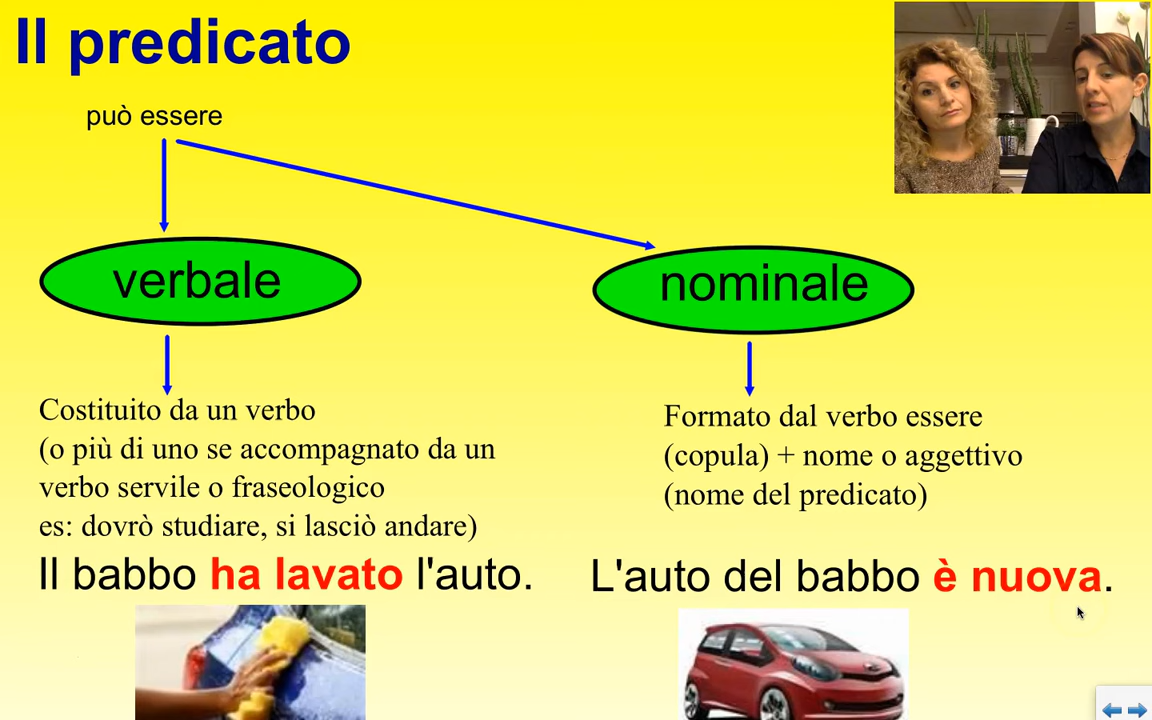 Il predicato
può essere
verbale
nominale
Costituito da un verbo
(o più di uno se accompagnato da un
verbo servile o fraseologico
es: dovrò studiare, si lasciò andare)
Formato dal verbo essere
(copula) + nome o aggettivo
(nome del predicato)
Il babbo ha lavato l'auto.
L'auto del babbo è nuova.